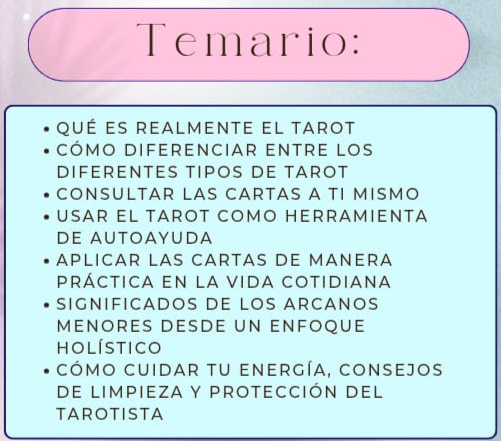 Temario:
• QUÉ ES REALMENTE EL TAROT
• CÓMO DIFERENCIAR ENTRE LOS
DIFERENTES TIPOS DE TAROT
• CONSULTAR LAS CARTAS A TI MISMO
• USAR EL TAROT COMO HERRAMIENTA
DE AUTOAYUDA
• APLICAR LAS CARTAS DE MANERA
PRÁCTICA EN LA VIDA COTIDIANA
• SIGNIFICADOS DE LOS ARCANOS
MENORES DESDE UN ENFOQUE
HOLÍSTICO
• CÓMO CUIDAR TU ENERGÍA, CONSEJOS
DE LIMPIEZA Y PROTECCIÓN DEL
TAROTISTA